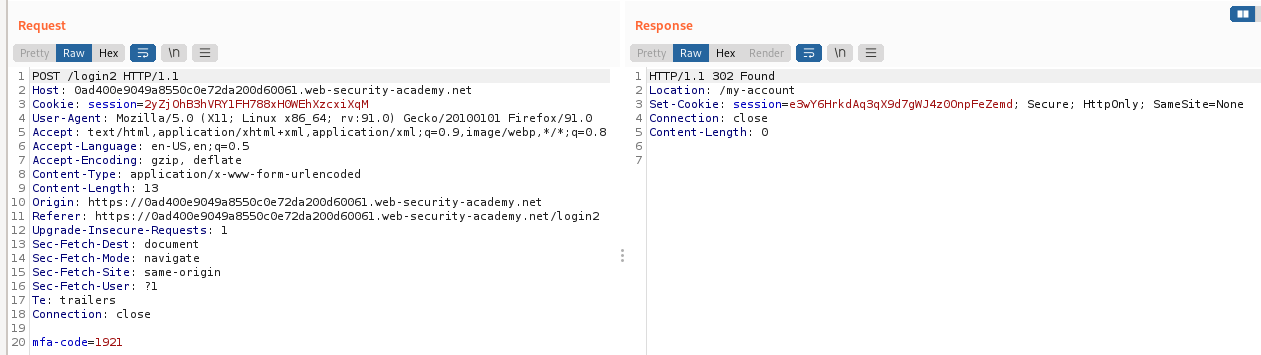 Request
Pretty Raw Hex \n
1 POST /login2 HTTP/1.1
2 Host: 0ad400e9049a8550c0e72da200d60061.web-security-academy.net
3 Cookie: session=2yZjOhB3hVRY1FH788xH0WEhXzcxiXqM
4 User-Agent: Mozilla/5.0 (X11; Linux x86_64; rv:91.0) Gecko/20100101 Firefox/91.0
5 Accept: text/html,application/xhtml+xml,application/xml;q=0.9,image/webp,*/*;q=0.8
6 Accept-Language: en-US,en;q=0.5
7 Accept-Encoding: gzip, deflate
8 Content-Type: application/x-www-form-urlencoded
9 Content-Length: 13
10 Origin: https://0ad400e9049a8550c0e72da200d60061.web-security-academy.net
11 Referer: https://0ad400e9049a8550c0e72da200d60061.web-security-academy.net/login2
12 Upgrade-Insecure-Requests: 1
13 Sec-Fetch-Dest: document
14 Sec-Fetch-Mode: navigate
15 Sec-Fetch-Site: same-origin
16 Sec-Fetch-User: ?1
17 Te: trailers
18 Connection: close
19
20 mfa-code=1921
Response
Pretty Raw Hex Render \n
1 HTTP/1.1 302 Found
2 Location: /my-account
3 Set-Cookie: session=e3wY6HrkdAq3qX9d7gWJ4z0OnpFeZemd; Secure; HttpOnly; SameSite=None
4 Connection: close
5 Content-Length: 0
6
7